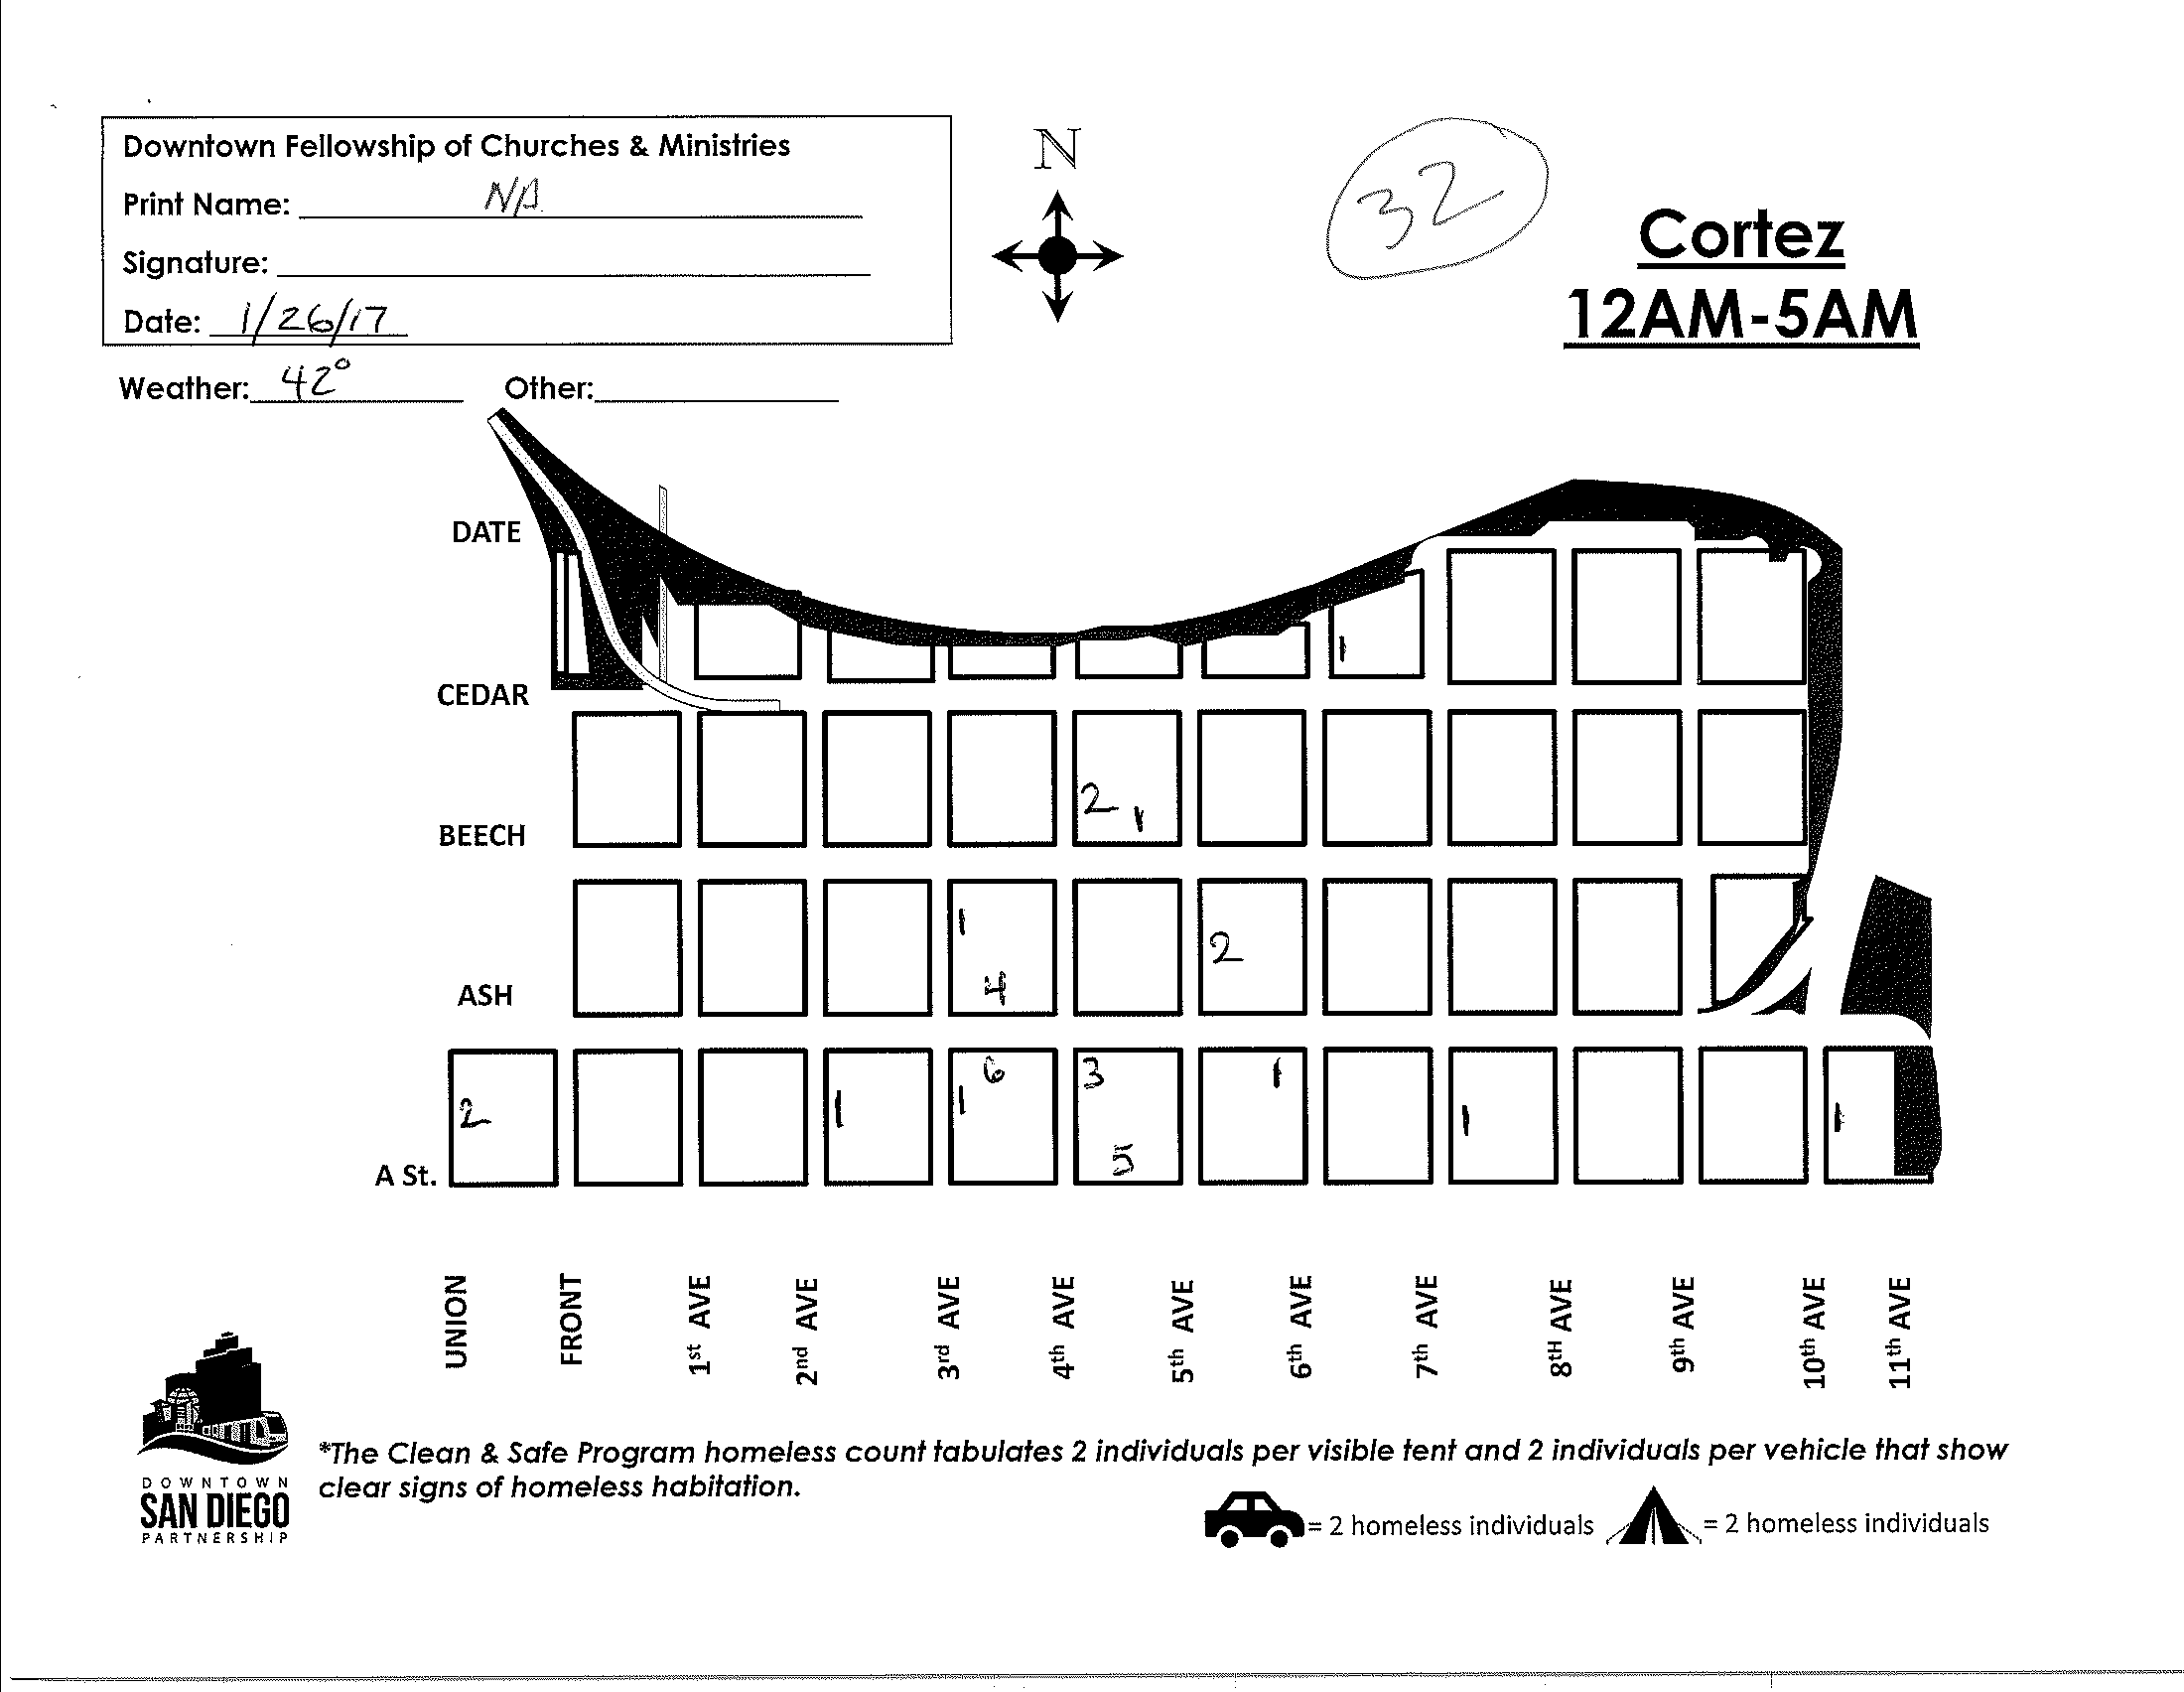 Downtown Fellowship of Churches & Ministries
N
32
Print Name: NA
Cortez
Signature:
12AM-5AM
Date: 1/26/17
Weather: 42° Other:
DATE
1
CEDAR
2 1
BEECH
1
2
4
ASH
6 3 1
2 1 1 1 1
5
A St.
UNION FRONT 1st AVE 2nd AVE 3rd AVE 4th AVE 5th AVE 6th AVE 7th AVE 8TH AVE 9th AVE 10th AVE 11th AVE
*The Clean & Safe Program homeless count tabulates 2 individuals per visible tent and 2 individuals per vehicle that show
clear signs of homeless habitation.
DOWNTOWN
SAN DIEGO
PARTNERSHIP
= 2 homeless individuals = 2 homeless individuals